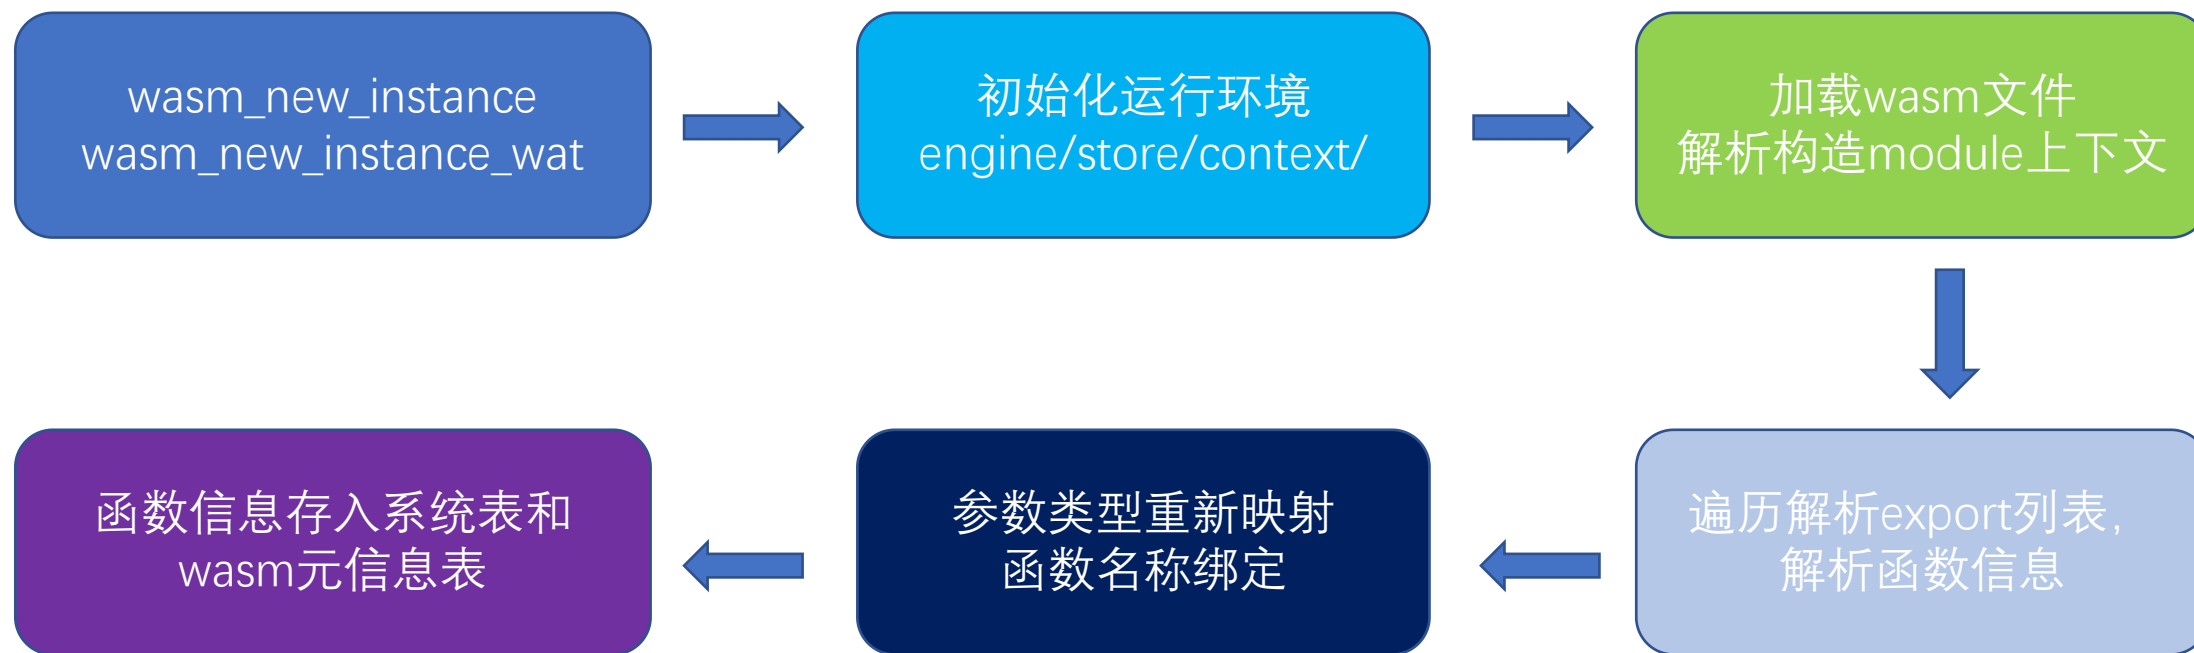 wasm_new_instance
wasm_new_instance_wat
初始化运行环境
engine/store/context/
加载wasm文件
解析构造module上下文
遍历解析export列表,
解析函数信息
参数类型重新映射
函数名称绑定
函数信息存入系统表和
wasm元信息表